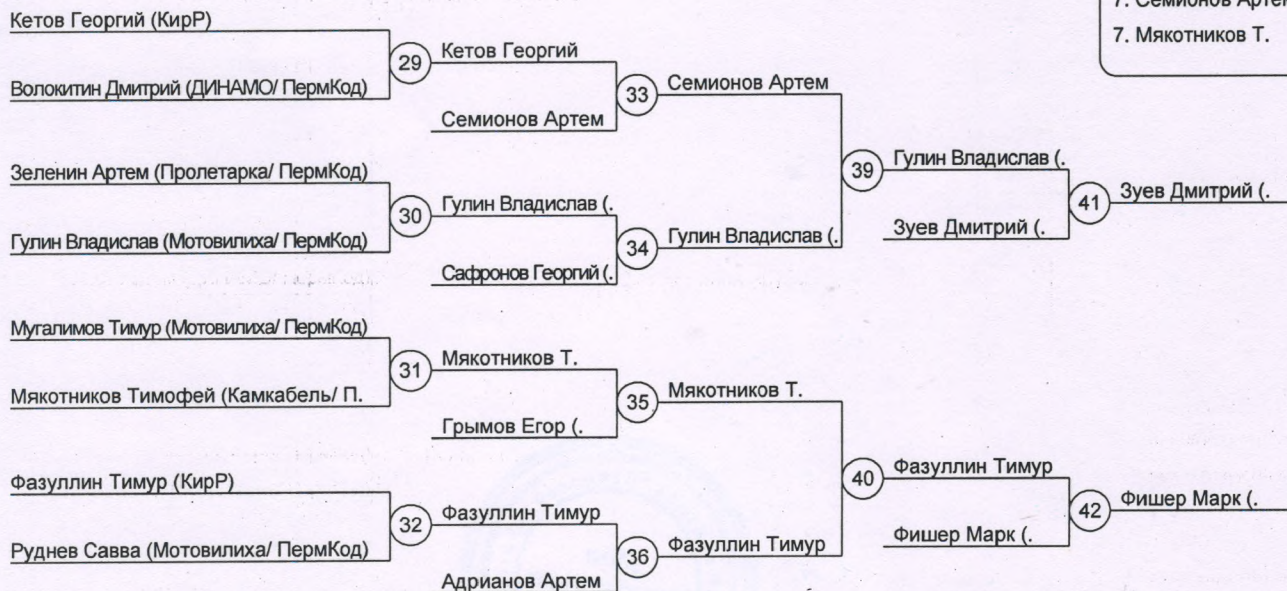 7. Семионов Артем
7. Мякотников Т.
Кетов Георгий (КирР)
29
Кетов Георгий
Волокитин Дмитрий (ДИНАМО/ ПермКод)
33
Семионов Артем
Семионов Артем
Зеленин Артем (Пролетарка/ ПермКод)
39
Гулин Владислав (.
30
Гулин Владислав (.
41
Зуев Дмитрий (.
Гулин Владислав (Мотовилиха/ ПермКод)
34
Гулин Владислав (.
Зуев Дмитрий (.
Сафронов Георгий (.
Мугалимов Тимур (Мотовилиха/ ПермКод)
31
Мякотников Т.
Мякотников Тимофей (Камкабель/ П.
35
Мякотников Т.
Грымов Егор (.
Фазуллин Тимур (КирР)
40
Фазуллин Тимур
32
Фазуллин Тимур
42
Фишер Марк (.
Руднев Савва (Мотовилиха/ ПермКод)
36
Фазуллин Тимур
Фишер Марк (.
Адрианов Артем